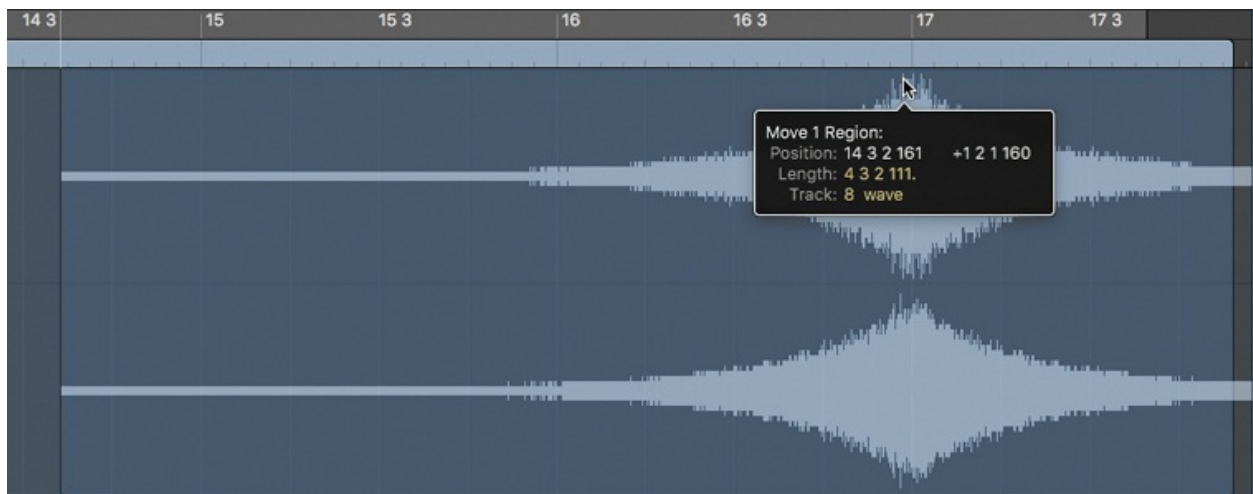 14 3 15 15 3 16 16 3 17 17 3
Move 1 Region:
Position: 14 3 2 161 +1 2 1 160
Length: 4 3 2 111.
Track: 8 wave